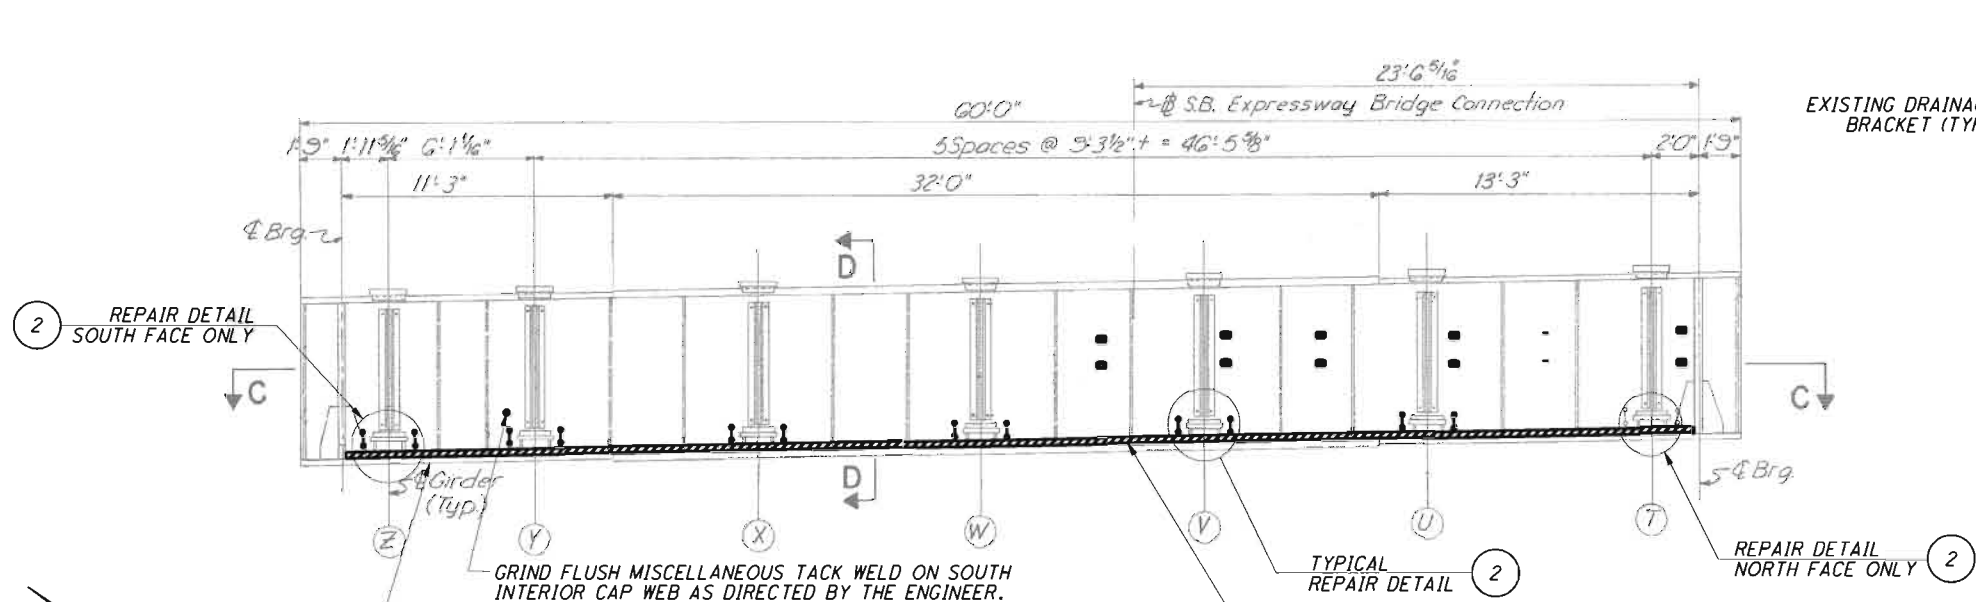 23'-6 5/16"
℄ S.B. Expressway Bridge Connection
60'-0"
EXISTING DRAINAG
BRACKET (TYP
1'-9" 1'-11 5/16" 6'-1 1/16" 5 Spaces @ 9'-3½"± = 46'-5 5/8" 2'-0" 1'-9"
11'-3" 32'-0" 13'-3"
℄ Brg.
D
2 REPAIR DETAIL
SOUTH FACE ONLY
C C
D
℄ Girder
(Typ.)
℄ Brg.
Z Y X W V U T
GRIND FLUSH MISCELLANEOUS TACK WELD ON SOUTH
INTERIOR CAP WEB AS DIRECTED BY THE ENGINEER.
TYPICAL
REPAIR DETAIL 2
REPAIR DETAIL
NORTH FACE ONLY 2